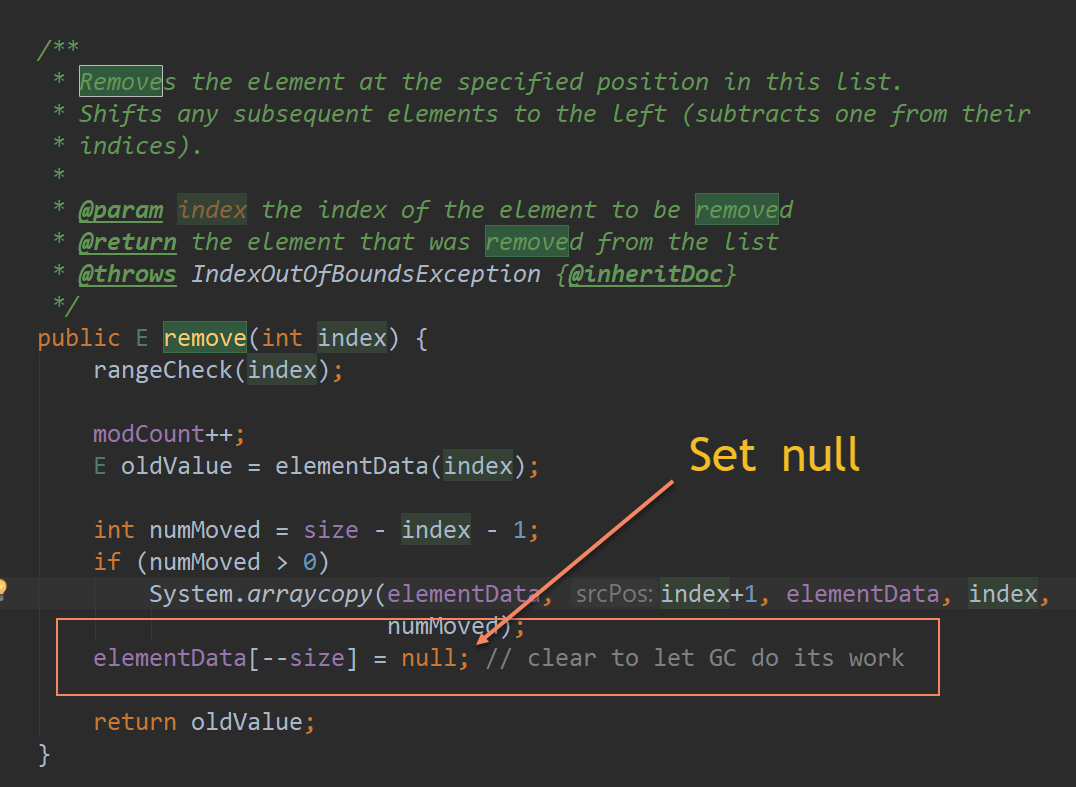 /**
 * Removes the element at the specified position in this list.
 * Shifts any subsequent elements to the left (subtracts one from their
 * indices).
 *
 * @param index the index of the element to be removed
 * @return the element that was removed from the list
 * @throws IndexOutOfBoundsException {@inheritDoc}
 */
public E remove(int index) {
    rangeCheck(index);

    modCount++;
Set null
    E oldValue = elementData(index);

    int numMoved = size - index - 1;
    if (numMoved > 0)
        System.arraycopy(elementData, srcPos: index+1, elementData, index,
                         numMoved);
    elementData[--size] = null; // clear to let GC do its work

    return oldValue;
}